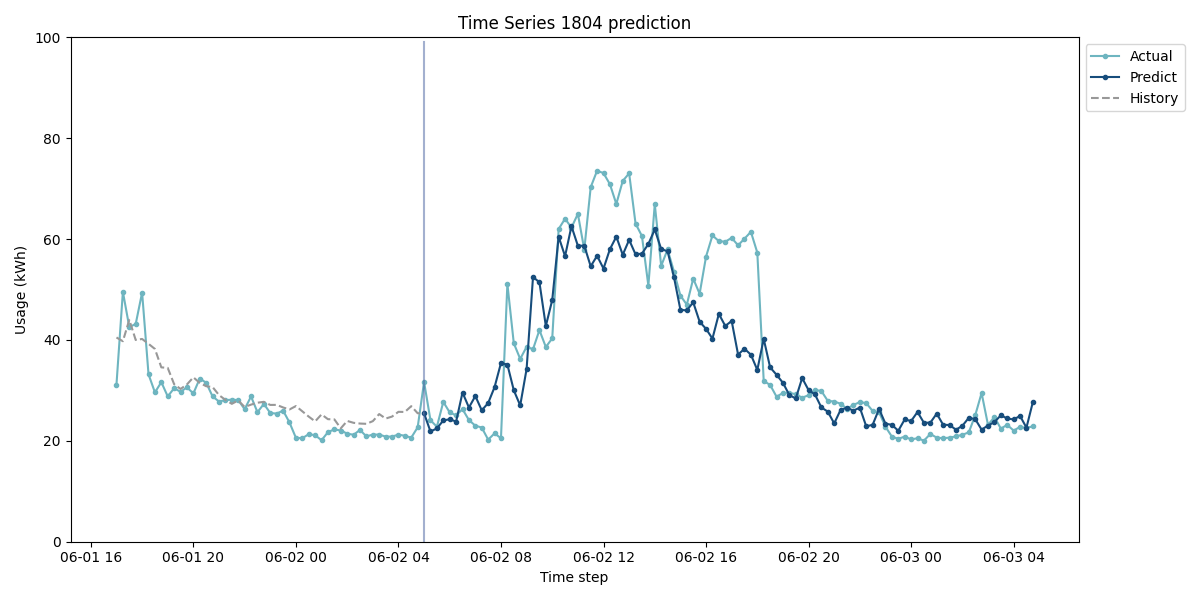 Time Series 1804 prediction
Usage (kWh)
100
80
60
40
20
0
06-01 16
06-01 20
06-02 00
06-02 04
06-02 08
06-02 12
06-02 16
06-02 20
06-03 00
06-03 04
Time step
Actual
Predict
History